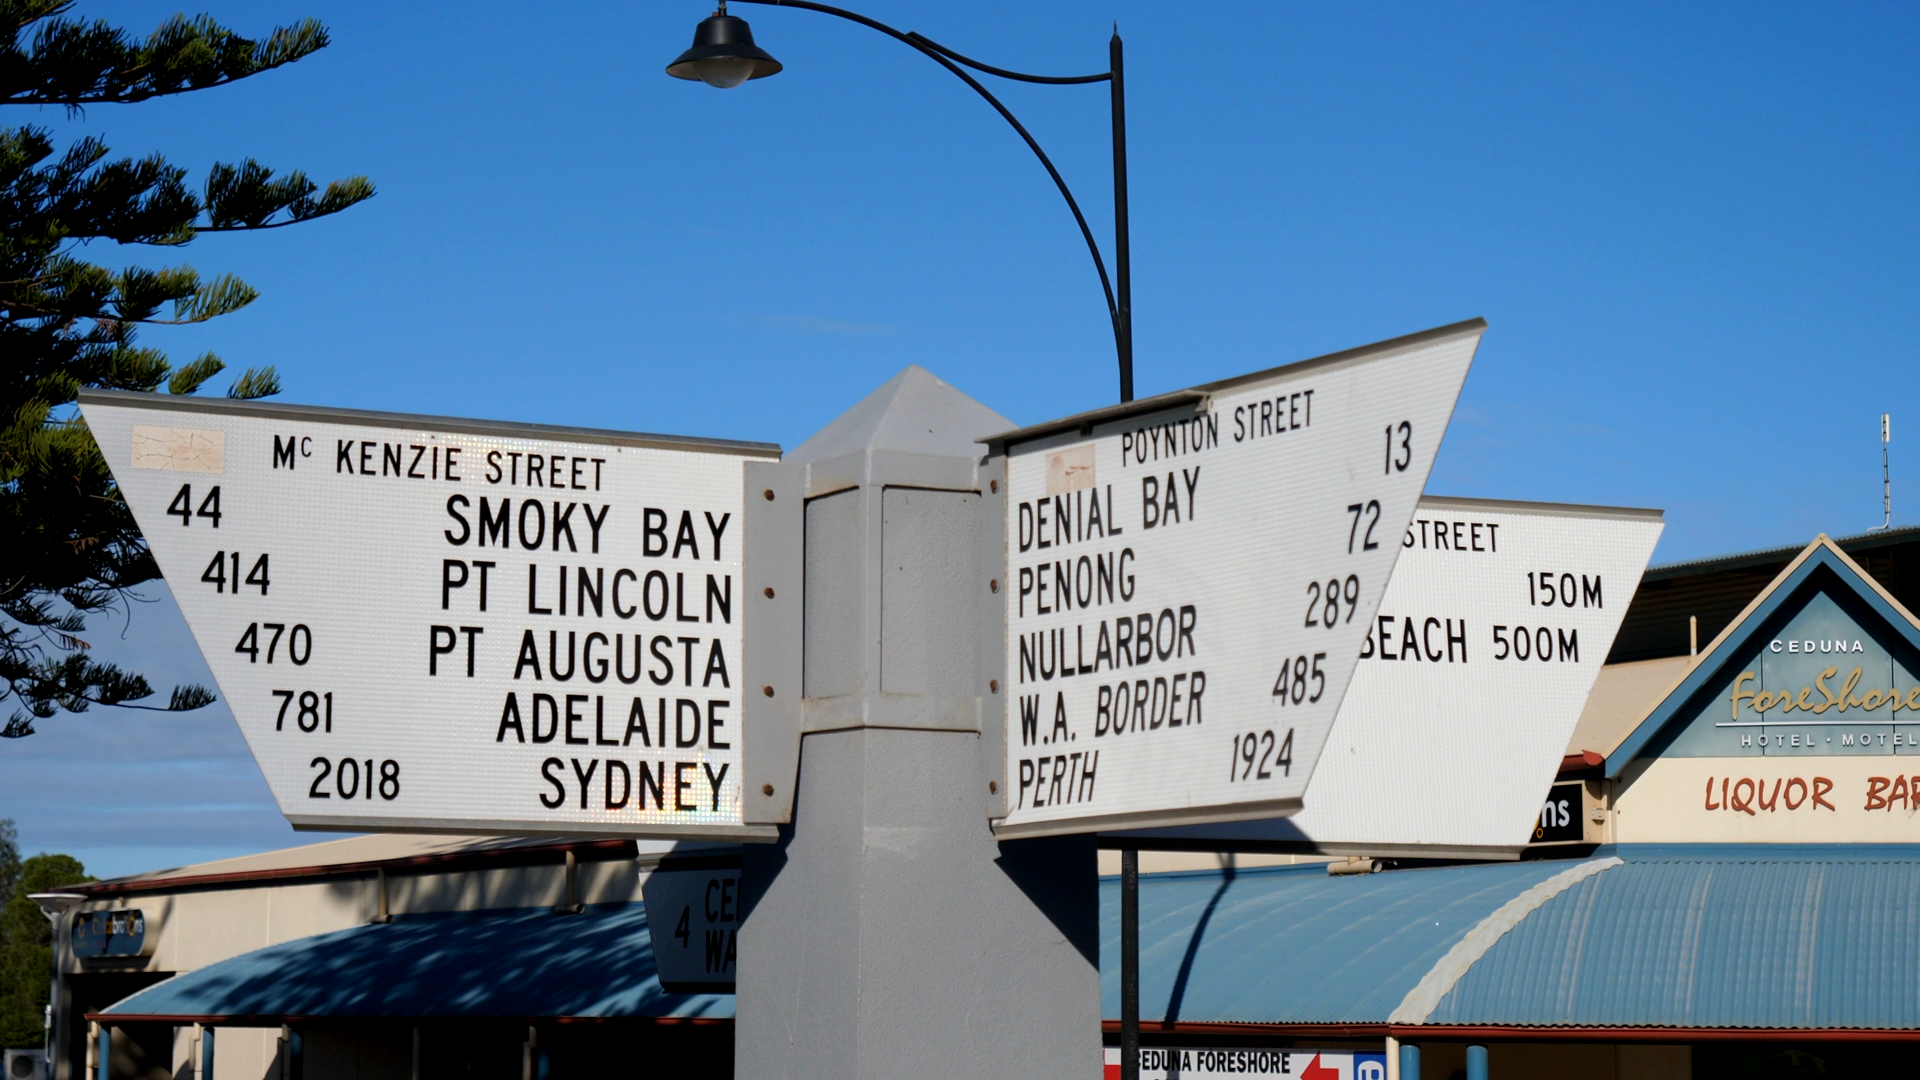 Mc KENZIE STREET
44 SMOKY BAY
414 PT LINCOLN
470 PT AUGUSTA
781 ADELAIDE
2018 SYDNEY
POYNTON STREET
DENIAL BAY 13
PENONG 72
NULLARBOR 289
W.A. BORDER 485
PERTH 1924
STREET
150M
BEACH 500M
CEDUNA
ForeShore
HOTEL · MOTEL
LIQUOR BAR
4
CEDUNA FORESHORE